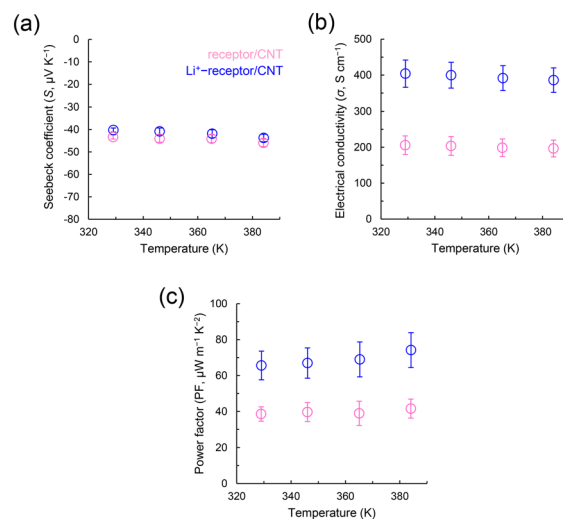 (a)
0
-10
-20
-30
-40
-50
-60
-70
-80
320 340 360 380
Seebeck coefficient (S, μV K⁻¹)
Temperature (K)
receptor/CNT
Li⁺−receptor/CNT
(b)
500
400
300
200
100
0
320 340 360 380
Electrical conductivity (σ, S cm⁻¹)
Temperature (K)
(c)
100
80
60
40
20
0
320 340 360 380
Power factor (PF, μW m⁻¹ K⁻²)
Temperature (K)